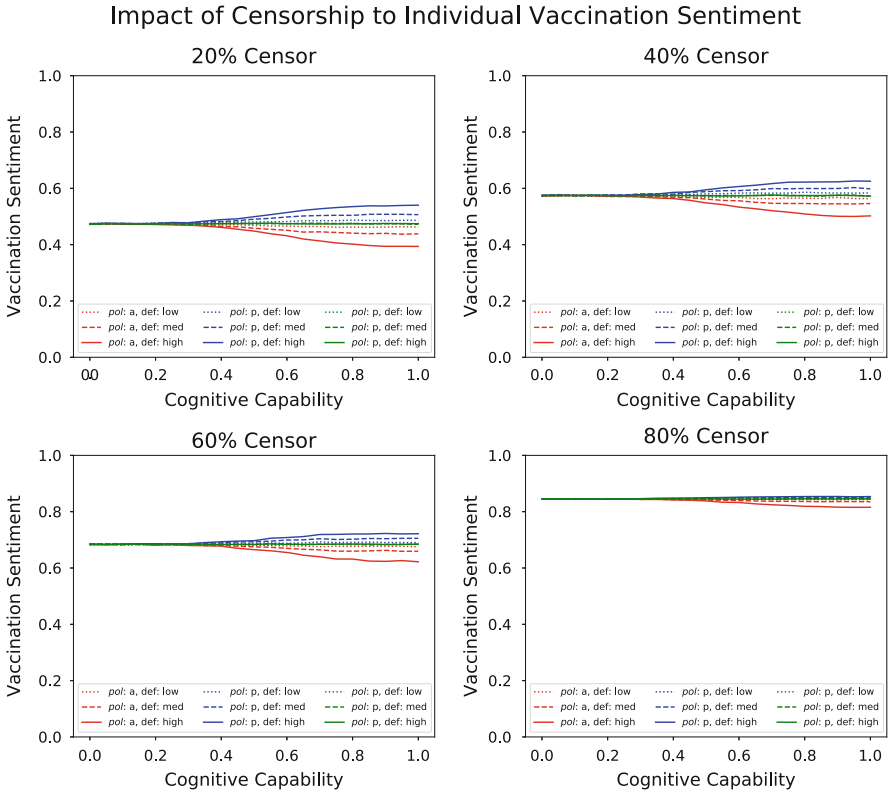 Impact of Censorship to Individual Vaccination Sentiment
20% Censor
1.0
0.8
0.6
0.4
0.2
0.0
Vaccination Sentiment
pol: a, def: low
pol: p, def: low
pol: p, def: low
pol: a, def: med
pol: p, def: med
pol: p, def: med
pol: a, def: high
pol: p, def: high
pol: p, def: high
0.0 0.2 0.4 0.6 0.8 1.0
Cognitive Capability
40% Censor
1.0
0.8
0.6
0.4
0.2
0.0
Vaccination Sentiment
pol: a, def: low
pol: p, def: low
pol: p, def: low
pol: a, def: med
pol: p, def: med
pol: p, def: med
pol: a, def: high
pol: p, def: high
pol: p, def: high
0.0 0.2 0.4 0.6 0.8 1.0
Cognitive Capability
60% Censor
1.0
0.8
0.6
0.4
0.2
0.0
Vaccination Sentiment
pol: a, def: low
pol: p, def: low
pol: p, def: low
pol: a, def: med
pol: p, def: med
pol: p, def: med
pol: a, def: high
pol: p, def: high
pol: p, def: high
0.0 0.2 0.4 0.6 0.8 1.0
Cognitive Capability
80% Censor
1.0
0.8
0.6
0.4
0.2
0.0
Vaccination Sentiment
pol: a, def: low
pol: p, def: low
pol: p, def: low
pol: a, def: med
pol: p, def: med
pol: p, def: med
pol: a, def: high
pol: p, def: high
pol: p, def: high
0.0 0.2 0.4 0.6 0.8 1.0
Cognitive Capability